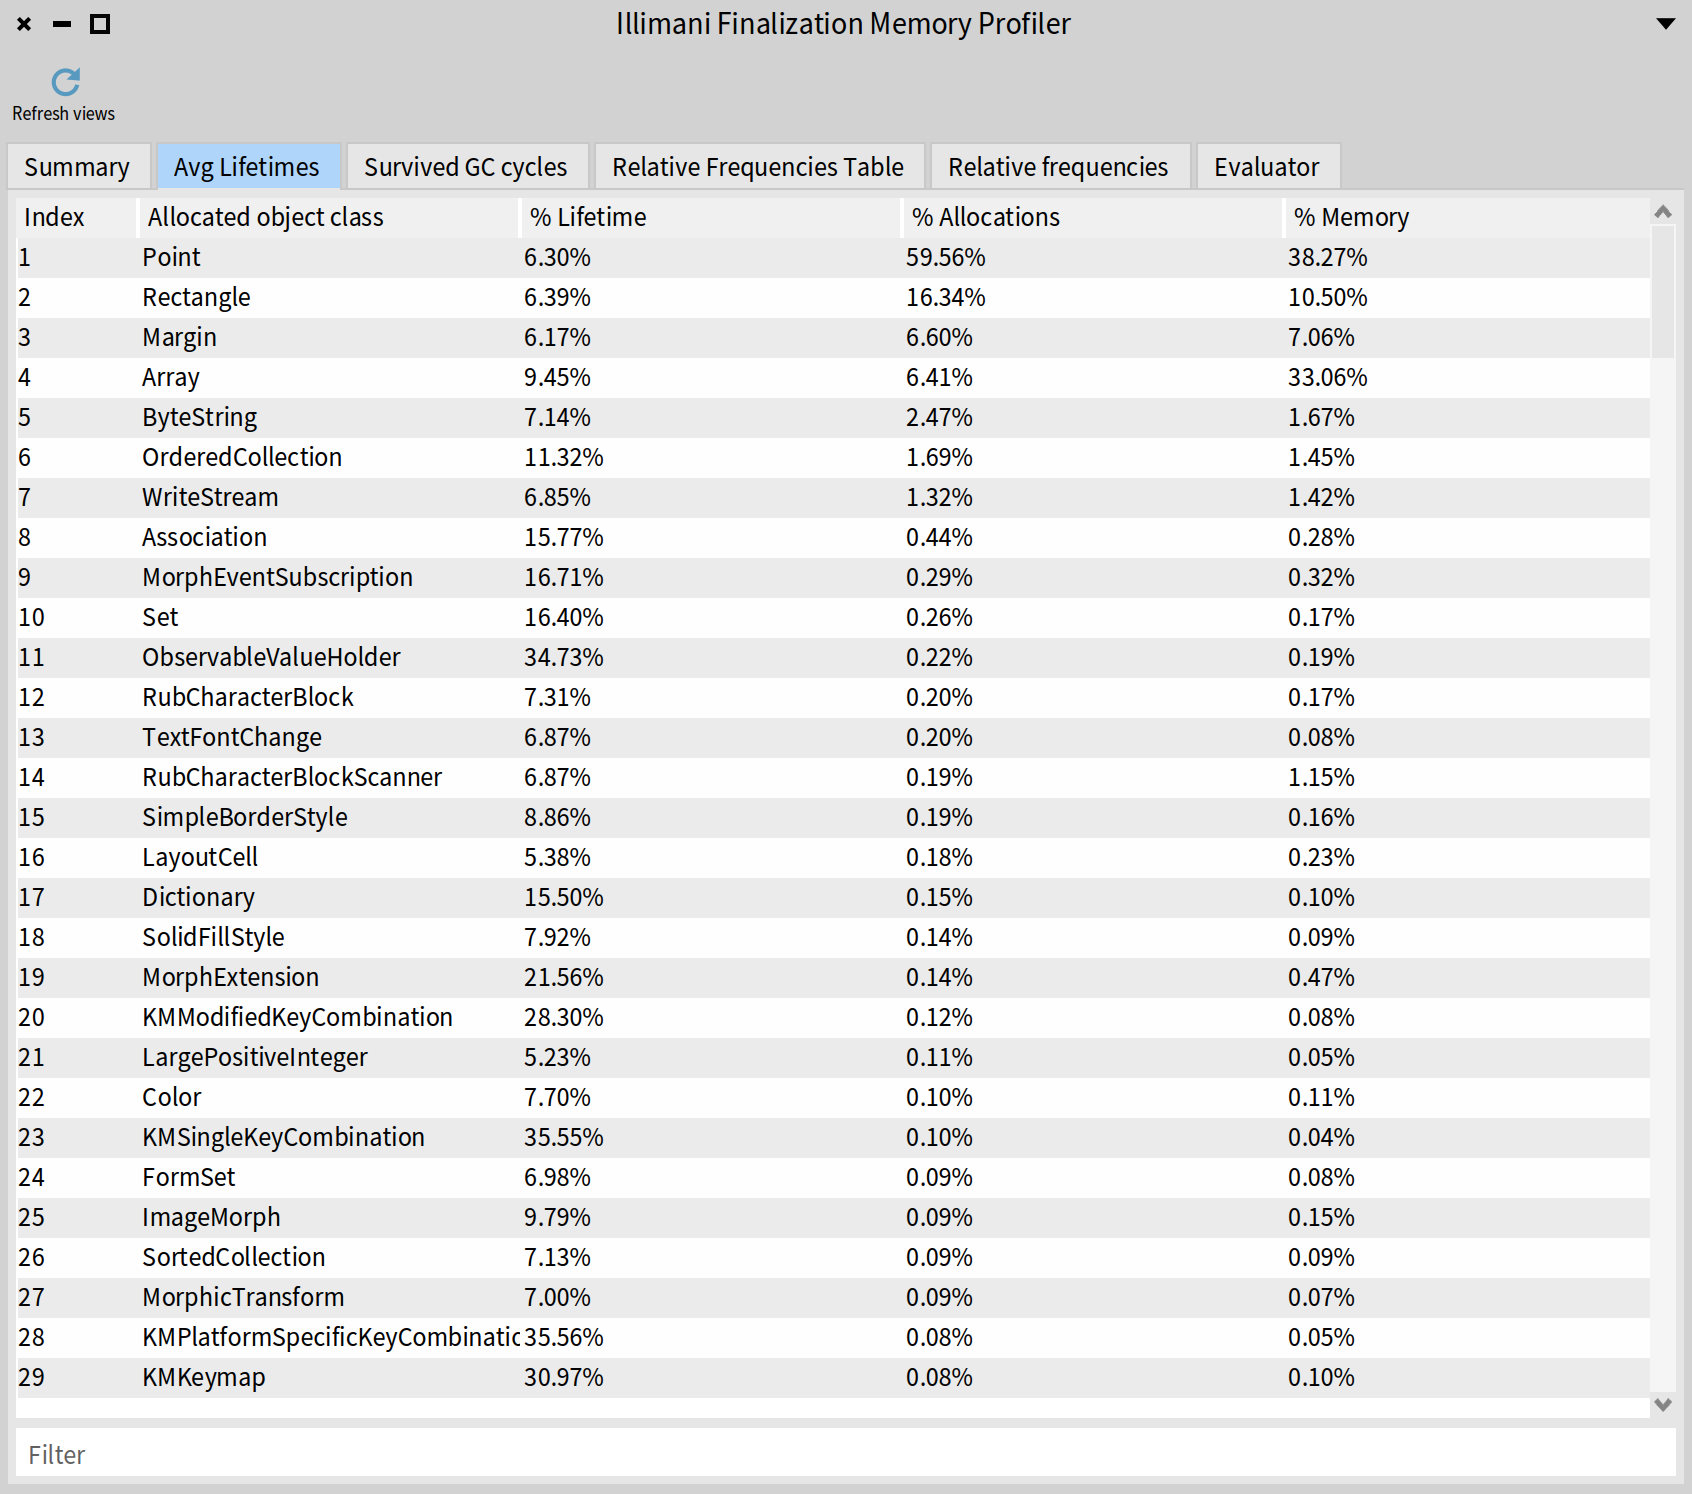 Illimani Finalization Memory Profiler
Refresh views
Summary Avg Lifetimes Survived GC cycles Relative Frequencies Table Relative frequencies Evaluator
Index Allocated object class % Lifetime % Allocations % Memory
1 Point 6.30% 59.56% 38.27%
2 Rectangle 6.39% 16.34% 10.50%
3 Margin 6.17% 6.60% 7.06%
4 Array 9.45% 6.41% 33.06%
5 ByteString 7.14% 2.47% 1.67%
6 OrderedCollection 11.32% 1.69% 1.45%
7 WriteStream 6.85% 1.32% 1.42%
8 Association 15.77% 0.44% 0.28%
9 MorphEventSubscription 16.71% 0.29% 0.32%
10 Set 16.40% 0.26% 0.17%
11 ObservableValueHolder 34.73% 0.22% 0.19%
12 RubCharacterBlock 7.31% 0.20% 0.17%
13 TextFontChange 6.87% 0.20% 0.08%
14 RubCharacterBlockScanner 6.87% 0.19% 1.15%
15 SimpleBorderStyle 8.86% 0.19% 0.16%
16 LayoutCell 5.38% 0.18% 0.23%
17 Dictionary 15.50% 0.15% 0.10%
18 SolidFillStyle 7.92% 0.14% 0.09%
19 MorphExtension 21.56% 0.14% 0.47%
20 KMModifiedKeyCombination 28.30% 0.12% 0.08%
21 LargePositiveInteger 5.23% 0.11% 0.05%
22 Color 7.70% 0.10% 0.11%
23 KMSingleKeyCombination 35.55% 0.10% 0.04%
24 FormSet 6.98% 0.09% 0.08%
25 ImageMorph 9.79% 0.09% 0.15%
26 SortedCollection 7.13% 0.09% 0.09%
27 MorphicTransform 7.00% 0.09% 0.07%
28 KMPlatformSpecificKeyCombinatic 35.56% 0.08% 0.05%
29 KMKeymap 30.97% 0.08% 0.10%
Filter